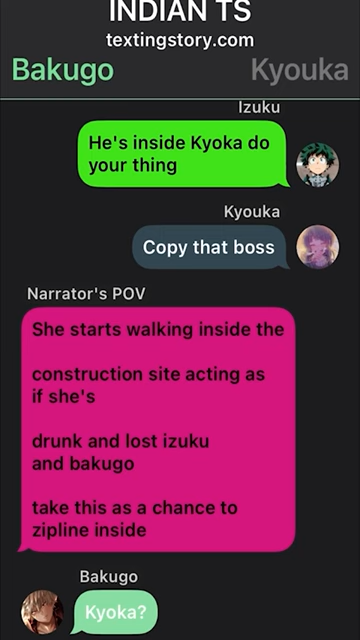 INDIAN TS
textingstory.com
Bakugo Kyouka
Izuku
He's inside Kyoka do
your thing
Kyouka
Copy that boss
Narrator's POV
She starts walking inside the
construction site acting as
if she's
drunk and lost izuku
and bakugo
take this as a chance to
zipline inside
Bakugo
Kyoka?